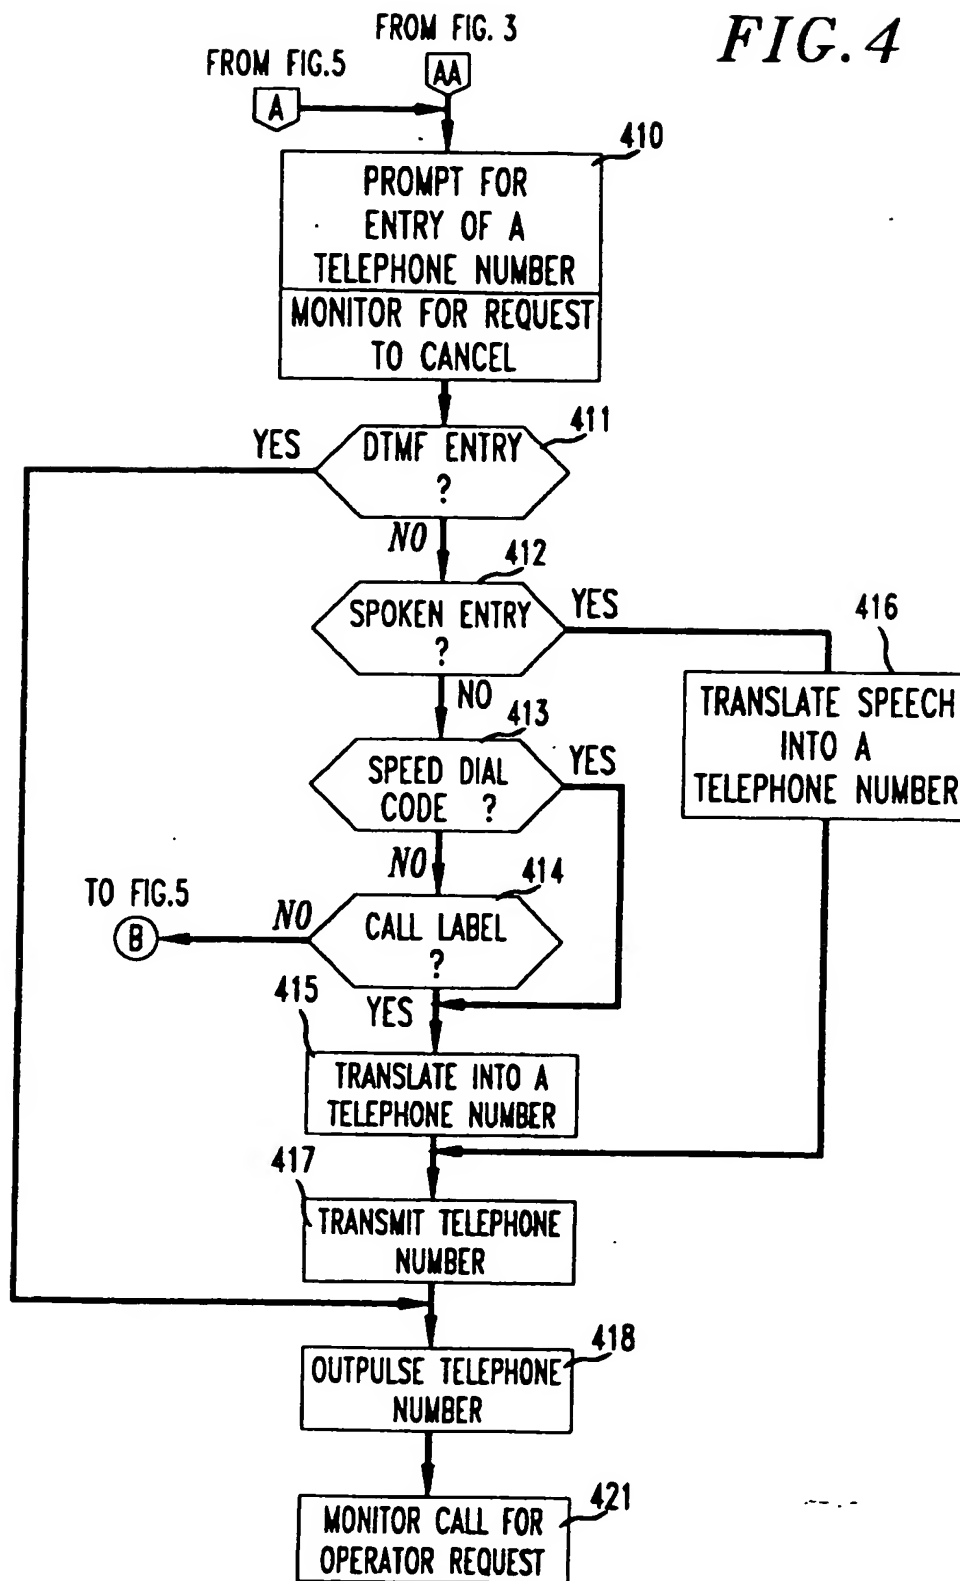 FIG. 4
FROM FIG. 3
FROM FIG.5
AA
A
410
PROMPT FOR
ENTRY OF A
TELEPHONE NUMBER
MONITOR FOR REQUEST
TO CANCEL
411
YES
DTMF ENTRY
?
NO
412
SPOKEN ENTRY
?
YES
416
TRANSLATE SPEECH
INTO A
TELEPHONE NUMBER
NO
413
SPEED DIAL
CODE ?
YES
NO
414
TO FIG.5
B
NO
CALL LABEL
?
YES
415
TRANSLATE INTO A
TELEPHONE NUMBER
417
TRANSMIT TELEPHONE
NUMBER
418
OUTPULSE TELEPHONE
NUMBER
421
MONITOR CALL FOR
OPERATOR REQUEST